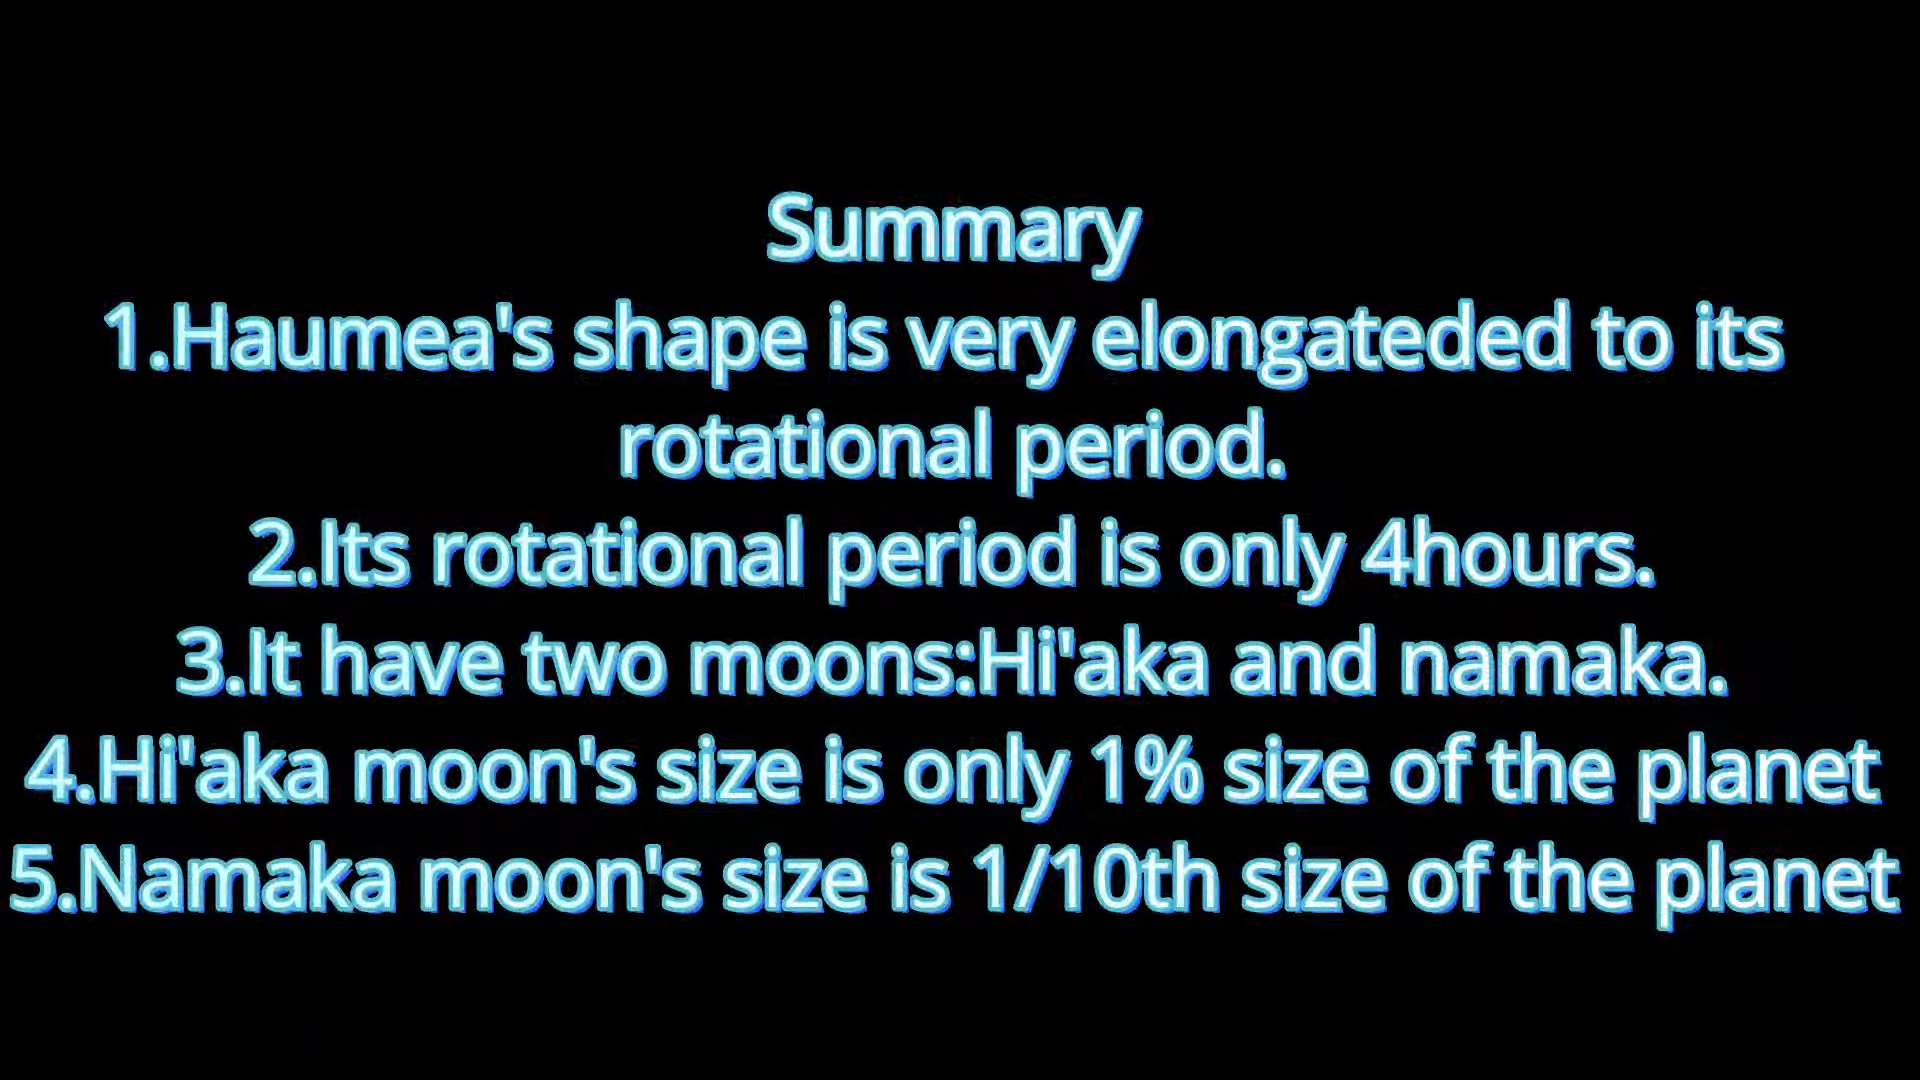 Summary
1.Haumea's shape is very elongateded to its
rotational period.
2.Its rotational period is only 4hours.
3.It have two moons:Hi'aka and namaka.
4.Hi'aka moon's size is only 1% size of the planet
5.Namaka moon's size is 1/10th size of the planet